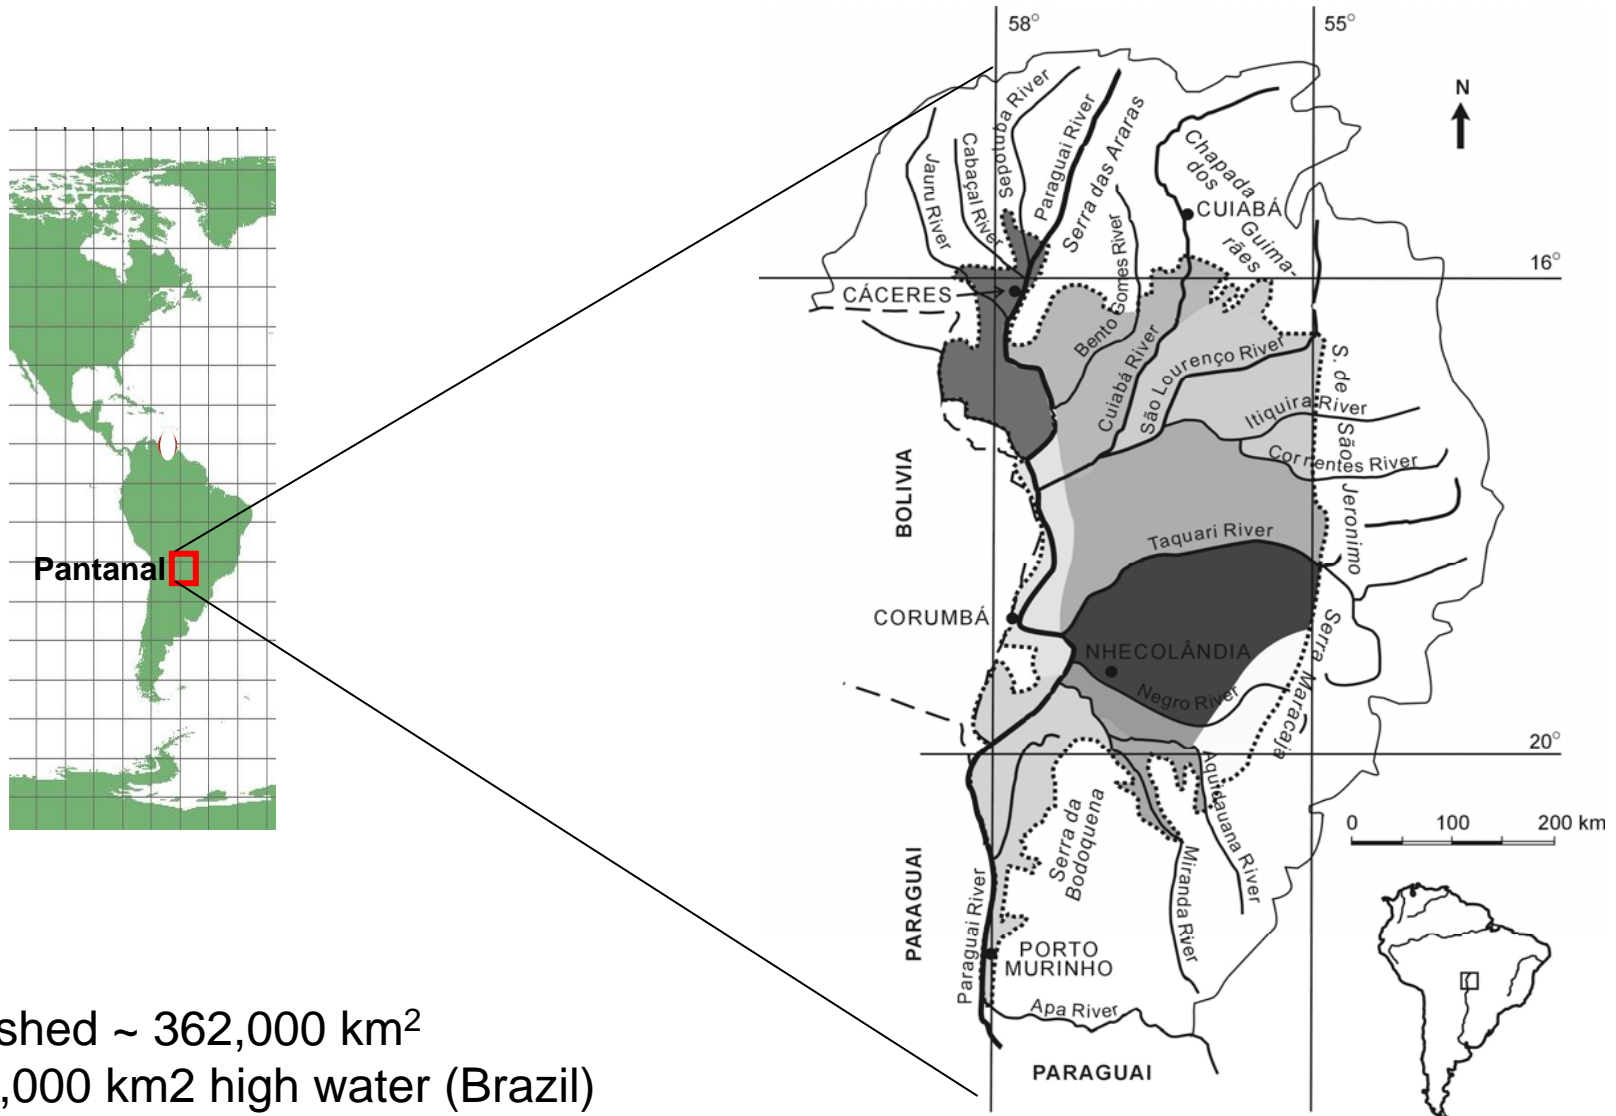 58°
55°
N
Sepotuba River
Paraguai River
Serra das Araras
Cabaçal River
Jauru River
Chapada
dos
Guima-
rães
CUIABÁ
16°
CÁCERES
Bento Gomes River
Cuiabá River
São Lourenço River
S. de São Jeronimo
Itiquira River
Correntes River
BOLIVIA
Taquari River
Pantanal
CORUMBÁ
NHECOLÂNDIA
Negro River
Serra Maracaja
20°
Aquidauana River
0 100 200 km
Serra da
Bodoquena
Miranda River
PARAGUAI
Paraguai River
PORTO
MURINHO
Apa River
PARAGUAI
shed ~ 362,000 km²
,000 km2 high water (Brazil)